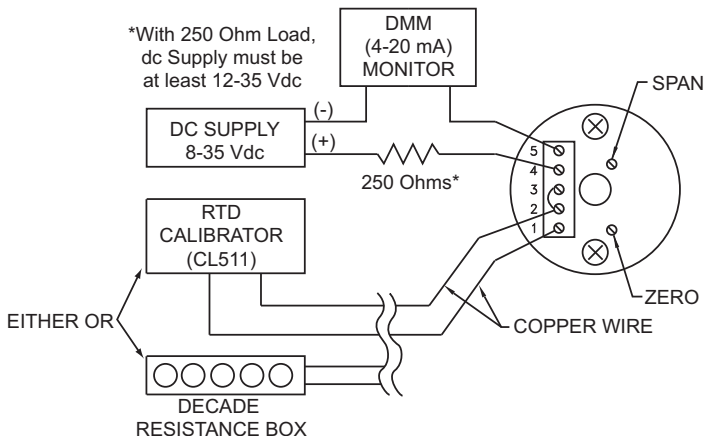 *With 250 Ohm Load,
dc Supply must be
at least 12-35 Vdc
DMM
(4-20 mA)
MONITOR
SPAN
DC SUPPLY
8-35 Vdc
(-)
(+)
250 Ohms*
5
4
3
2
1
RTD
CALIBRATOR
(CL511)
ZERO
EITHER OR
COPPER WIRE
DECADE
RESISTANCE BOX